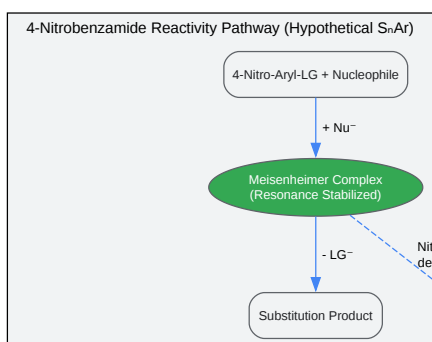 4-Nitrobenzamide Reactivity Pathway (Hypothetical SₙAr)
4-Nitro-Aryl-LG + Nucleophile
+ Nu⁻
Meisenheimer Complex
(Resonance Stabilized)
- LG⁻
Substitution Product